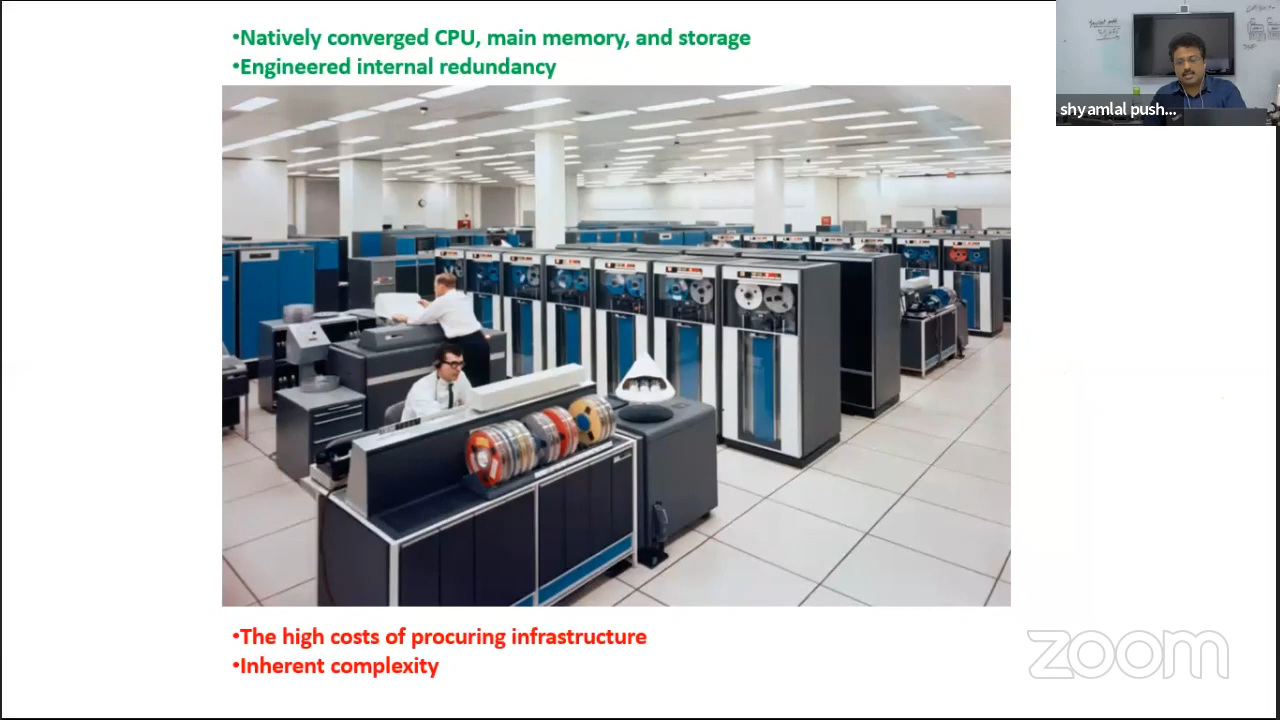 •Natively converged CPU, main memory, and storage
•Engineered internal redundancy
shyamlal push...
•The high costs of procuring infrastructure
•Inherent complexity
zoom